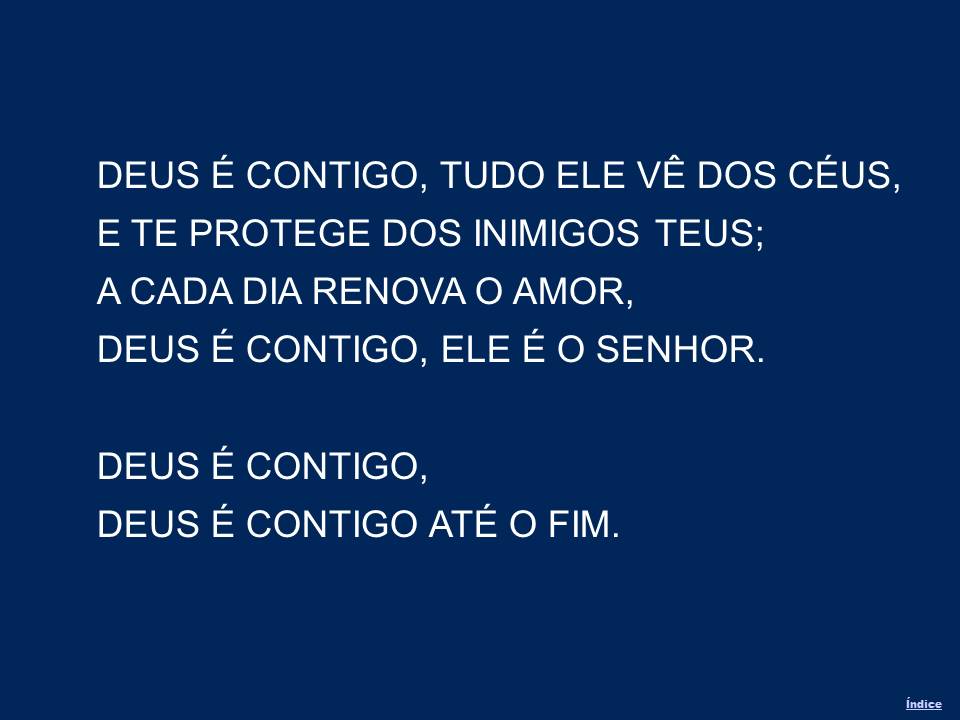 DEUS É CONTIGO, TUDO ELE VÊ DOS CÉUS,
E TE PROTEGE DOS INIMIGOS TEUS;
A CADA DIA RENOVA O AMOR,
DEUS É CONTIGO, ELE É O SENHOR.
DEUS É CONTIGO,
DEUS É CONTIGO ATÉ O FIM.
Índice